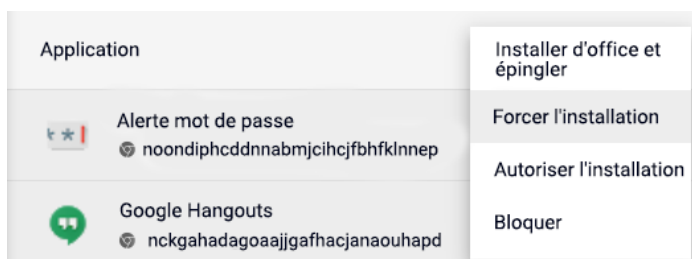 Application
Installer d'office et
épingler
Forcer l'installation
Alerte mot de passe
noondiphcddnnabmjcihcjfbhfklnnep
Autoriser l'installation
Google Hangouts
Bloquer
nckgahadagoaajjgafhacjanaouhapd